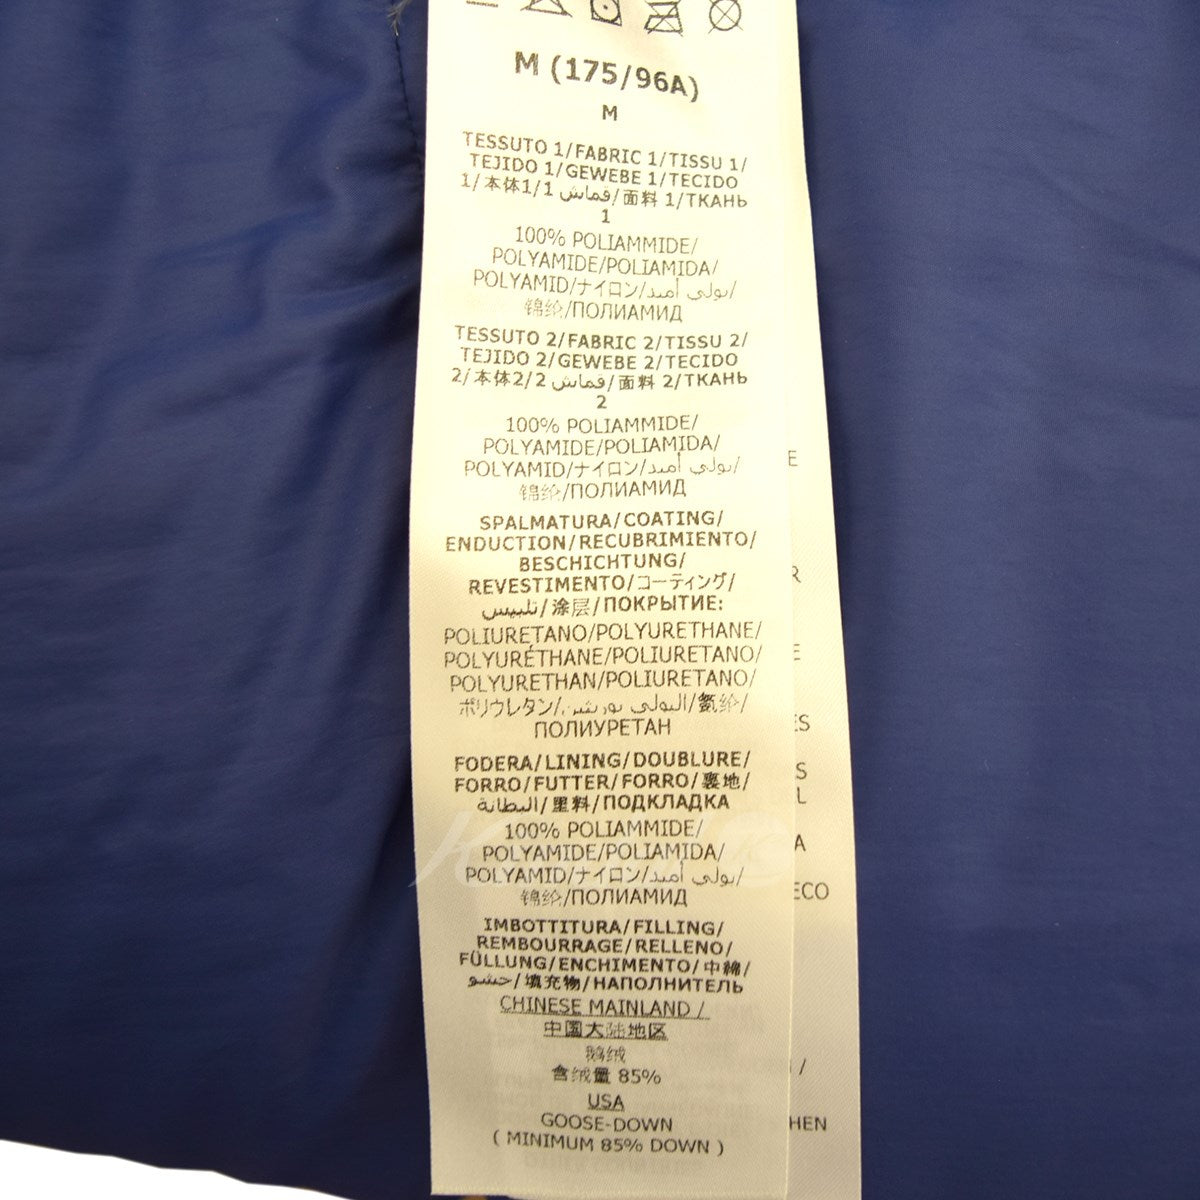 M (175/96A)
M
TESSUTO 1/FABRIC 1/TISSU 1/
TEJIDO 1/GEWEBE 1/TECIDO
1/本体1/1 قماش/面料 1/ТКАНЬ
1
100% POLIAMMIDE/
POLYAMIDE/POLIAMIDA/
POLYAMID/ナイロン/بولي أميد/
锦纶/ПОЛИАМИД
TESSUTO 2/FABRIC 2/TISSU 2/
TEJIDO 2/GEWEBE 2/TECIDO
2/本体2/2 قماش/面料 2/ТКАНЬ
2
100% POLIAMMIDE/
POLYAMIDE/POLIAMIDA/
POLYAMID/ナイロン/بولي أميد/
锦纶/ПОЛИАМИД
SPALMATURA/COATING/
ENDUCTION/RECUBRIMIENTO/
BESCHICHTUNG/
REVESTIMENTO/コーティング/
تلبيس/涂层/ПОКРЫТИЕ:
POLIURETANO/POLYURETHANE/
POLYURÉTHANE/POLIURETANO/
POLYURETHAN/POLIURETANO/
ポリウレタン/البولي يوريثين/氨纶/
ПОЛИУРЕТАН
FODERA/LINING/DOUBLURE/
FORRO/FUTTER/FORRO/裏地/
البطانة/里料/ПОДКЛАДКА
100% POLIAMMIDE/
POLYAMIDE/POLIAMIDA/
POLYAMID/ナイロン/بولي أميد/
锦纶/ПОЛИАМИД
IMBOTTITURA/FILLING/
REMBOURRAGE/RELLENO/
FÜLLUNG/ENCHIMENTO/中綿/
حشو/填充物/НАПОЛНИТЕЛЬ
CHINESE MAINLAND /
中国大陆地区
鹅绒
含绒量 85%
USA
GOOSE-DOWN
( MINIMUM 85% DOWN )